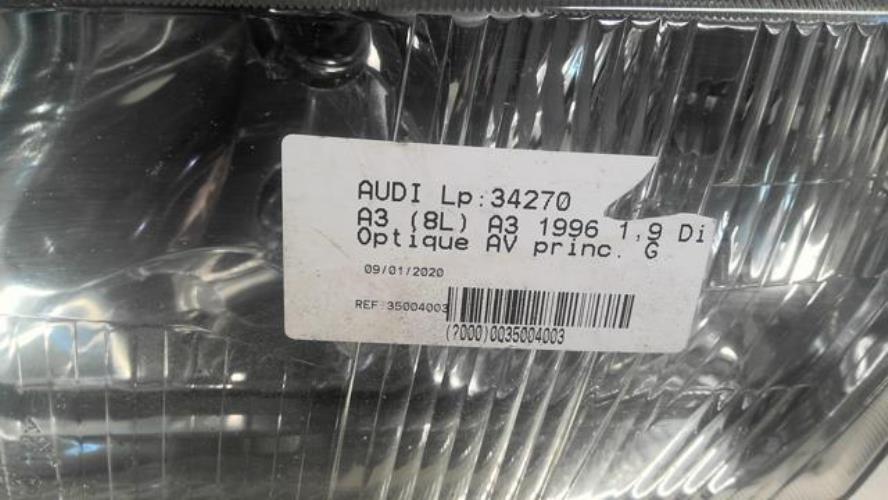 AUDI Lp:34270
A3 (8L) A3 1996 1,9 Di
Optique AV princ. G
09/01/2020
REF:35004003
(?000)0035004003